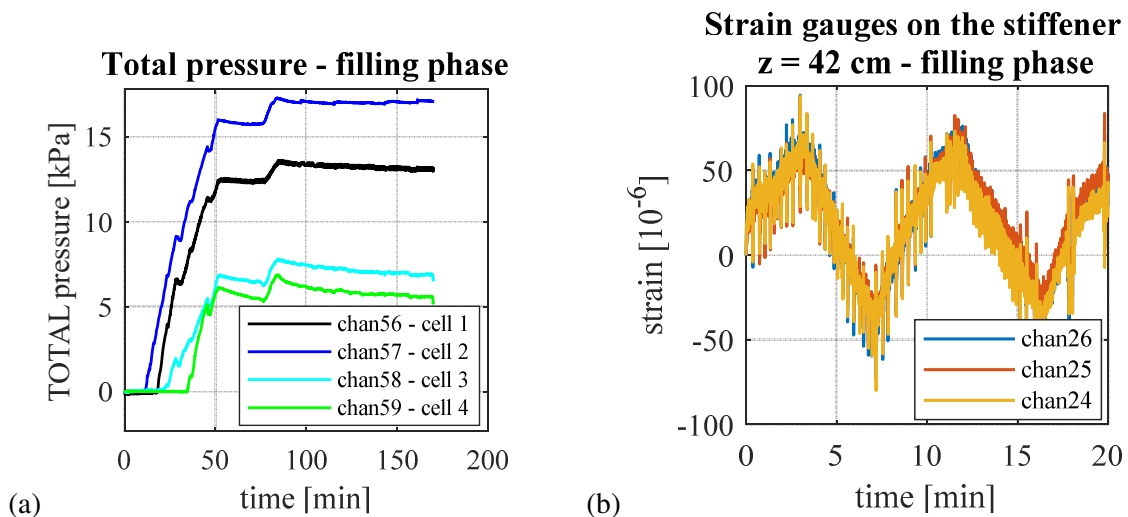 Total pressure - filling phase
TOTAL pressure [kPa]
15
10
5
0
chan56 - cell 1
chan57 - cell 2
chan58 - cell 3
chan59 - cell 4
0 50 100 150 200
time [min]
(a)
Strain gauges on the stiffener
z = 42 cm - filling phase
strain [10^-6]
100
50
0
-50
-100
chan26
chan25
chan24
0 5 10 15 20
time [min]
(b)